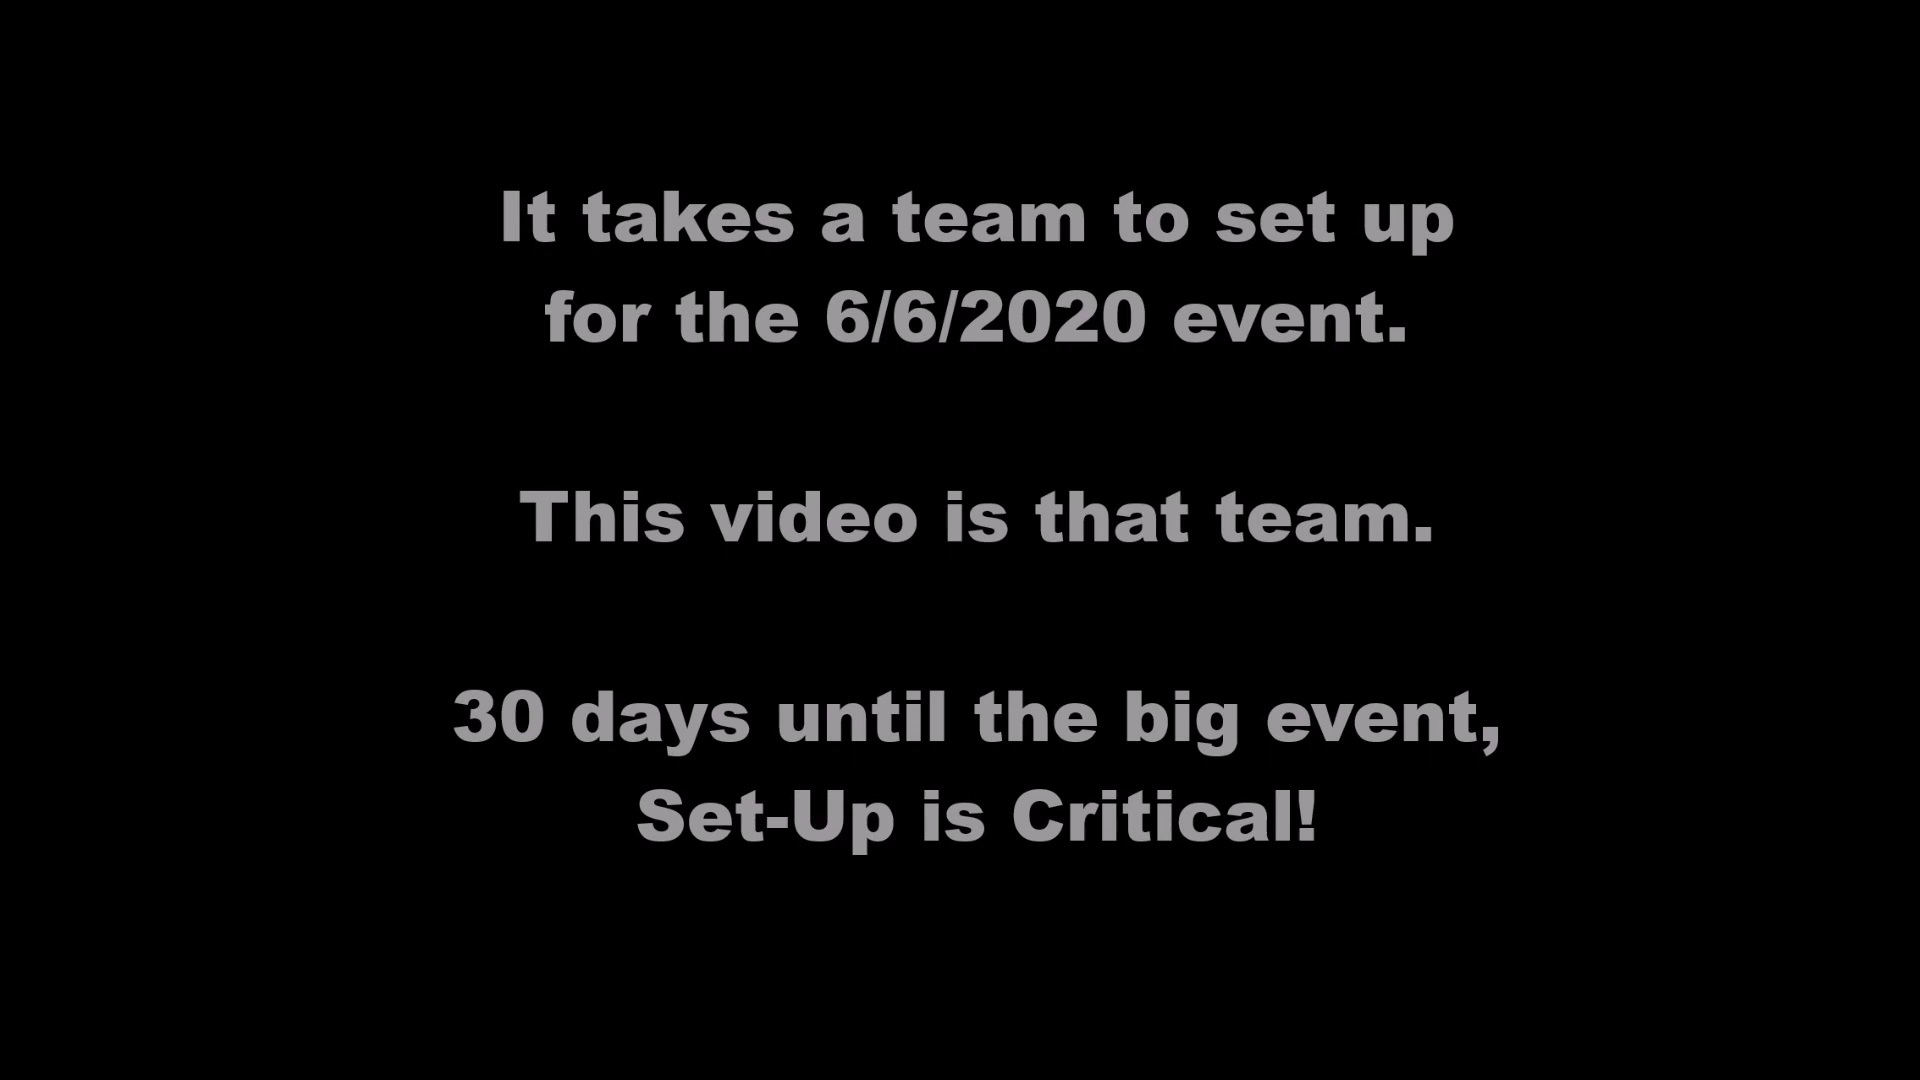 It takes a team to set up
for the 6/6/2020 event.
This video is that team.
30 days until the big event,
Set-Up is Critical!